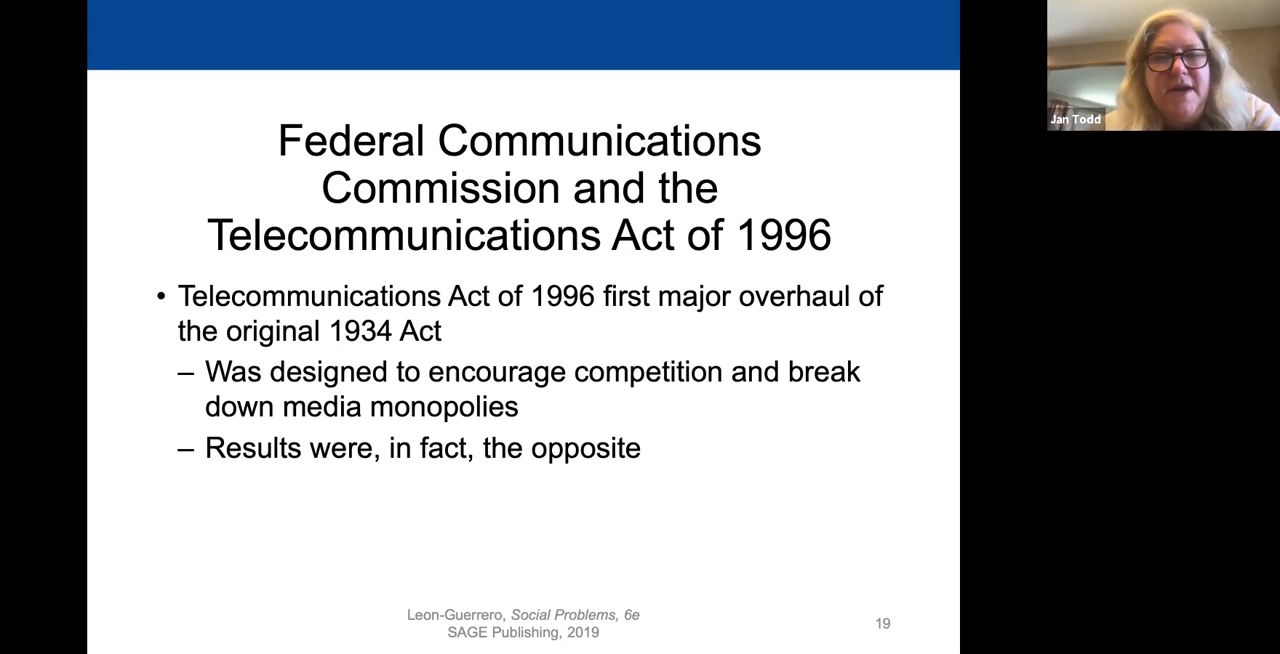 Federal Communications
Commission and the
Telecommunications Act of 1996
• Telecommunications Act of 1996 first major overhaul of
the original 1934 Act
– Was designed to encourage competition and break
down media monopolies
– Results were, in fact, the opposite
Leon-Guerrero, Social Problems, 6e
SAGE Publishing, 2019
19
Jan Todd